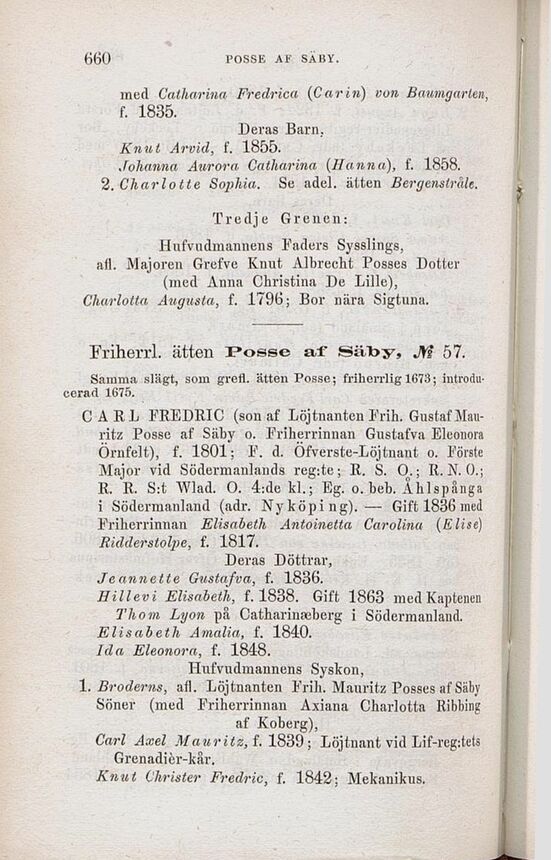 660 POSSE AF SÄBY.
med Catharina Fredrica (Carin) von Baumgarten,
f. 1835.
Deras Barn,
Knut Arvid, f. 1855.
Johanna Aurora Catharina (Hanna), f. 1858.
2. Charlotte Sophia. Se adel. ätten Bergenstråle.
Tredje Grenen:
Hufvudmannens Faders Sysslings,
afl. Majoren Grefve Knut Albrecht Posses Dotter
(med Anna Christina De Lille),
Charlotta Augusta, f. 1796; Bor nära Sigtuna.
Friherrl. ätten Posse af Säby, № 57.
Samma slägt, som grefl. ätten Posse; friherrlig 1673; introdu-
cerad 1675.
CARL FREDRIC (son af Löjtnanten Frih. Gustaf Mau-
ritz Posse af Säby o. Friherrinnan Gustafva Eleonora
Örnfelt), f. 1801; F. d. Öfverste-Löjtnant o. Förste
Major vid Södermanlands reg:te; R. S. O.; R. N. O.;
R. R. S:t Wlad. O. 4:de kl.; Eg. o. beb. Åhlspånga
i Södermanland (adr. Nyköping). — Gift 1836 med
Friherrinnan Elisabeth Antoinetta Carolina (Elise)
Ridderstolpe, f. 1817.
Deras Döttrar,
Jeannette Gustafva, f. 1836.
Hillevi Elisabeth, f. 1838. Gift 1863 med Kaptenen
Thom Lyon på Catharinæberg i Södermanland.
Elisabeth Amalia, f. 1840.
Ida Eleonora, f. 1848.
Hufvudmannens Syskon,
1. Broderns, afl. Löjtnanten Frih. Mauritz Posses af Säby
Söner (med Friherrinnan Axiana Charlotta Ribbing
af Koberg),
Carl Axel Mauritz, f. 1839; Löjtnant vid Lif-reg:tets
Grenadièr-kår.
Knut Christer Fredric, f. 1842; Mekanikus.